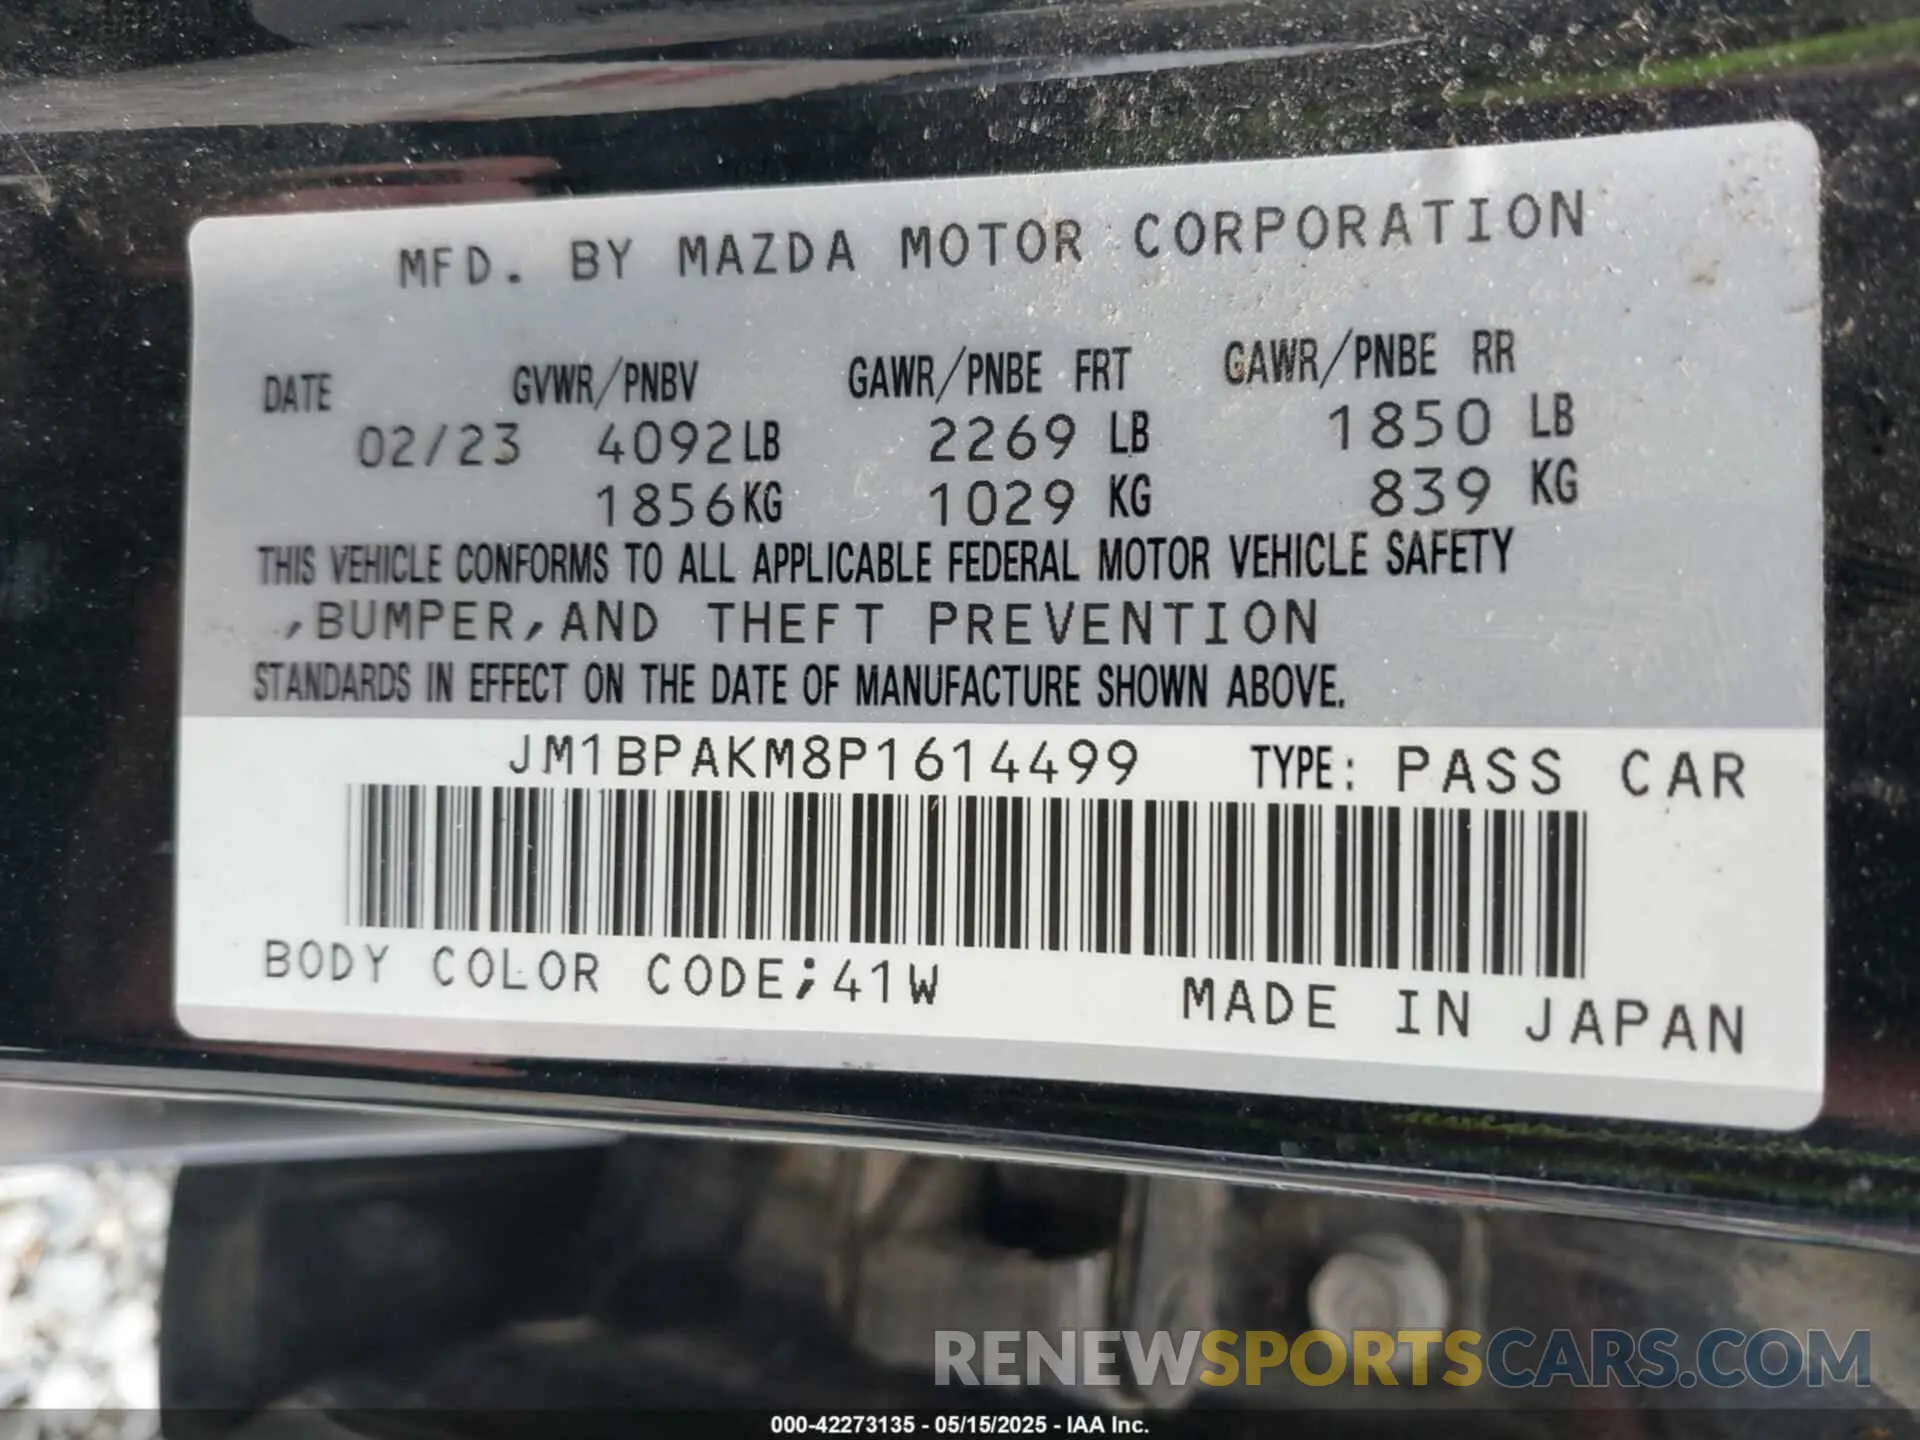 MFD. BY MAZDA MOTOR CORPORATION
DATE GVWR/PNBV GAWR/PNBE FRT GAWR/PNBE RR
02/23 4092LB 2269 LB 1850 LB
1856KG 1029 KG 839 KG
THIS VEHICLE CONFORMS TO ALL APPLICABLE FEDERAL MOTOR VEHICLE SAFETY
,BUMPER,AND THEFT PREVENTION
STANDARDS IN EFFECT ON THE DATE OF MANUFACTURE SHOWN ABOVE.
JM1BPAKM8P1614499 TYPE: PASS CAR
BODY COLOR CODE;41W MADE IN JAPAN
RENEWSPORTSCARS.COM
000-42273135 - 05/15/2025 - IAA Inc.